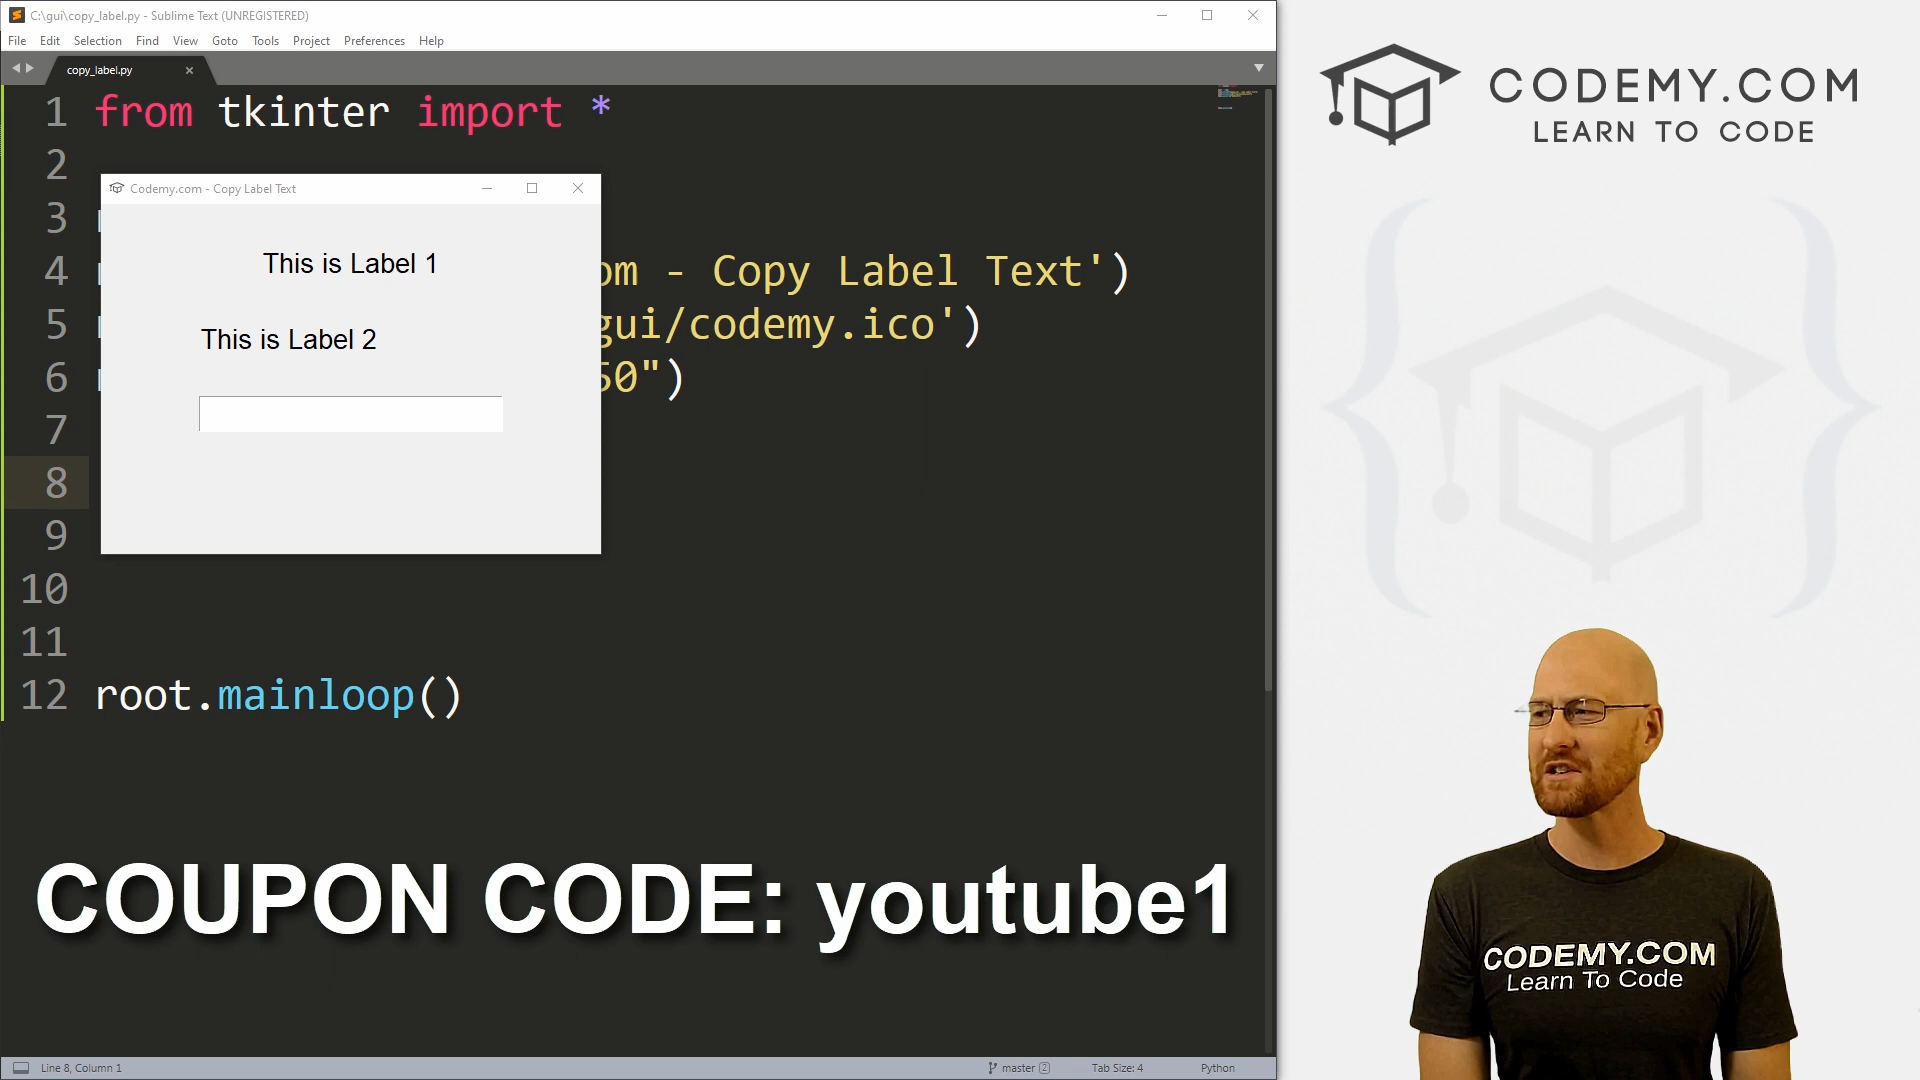 C:\gui\copy_label.py - Sublime Text (UNREGISTERED)
File Edit Selection Find View Goto Tools Project Preferences Help
copy_label.py
1 from tkinter import *
2
Codemy.com - Copy Label Text
3
This is Label 1
4 om - Copy Label Text')
5 gui/codemy.ico')
This is Label 2
6 50")
7
8
9
10
11
12 root.mainloop()
COUPON CODE: youtube1
Line 8, Column 1 master 2 Tab Size: 4 Python
CODEMY.COM
LEARN TO CODE
CODEMY.COM
Learn To Code